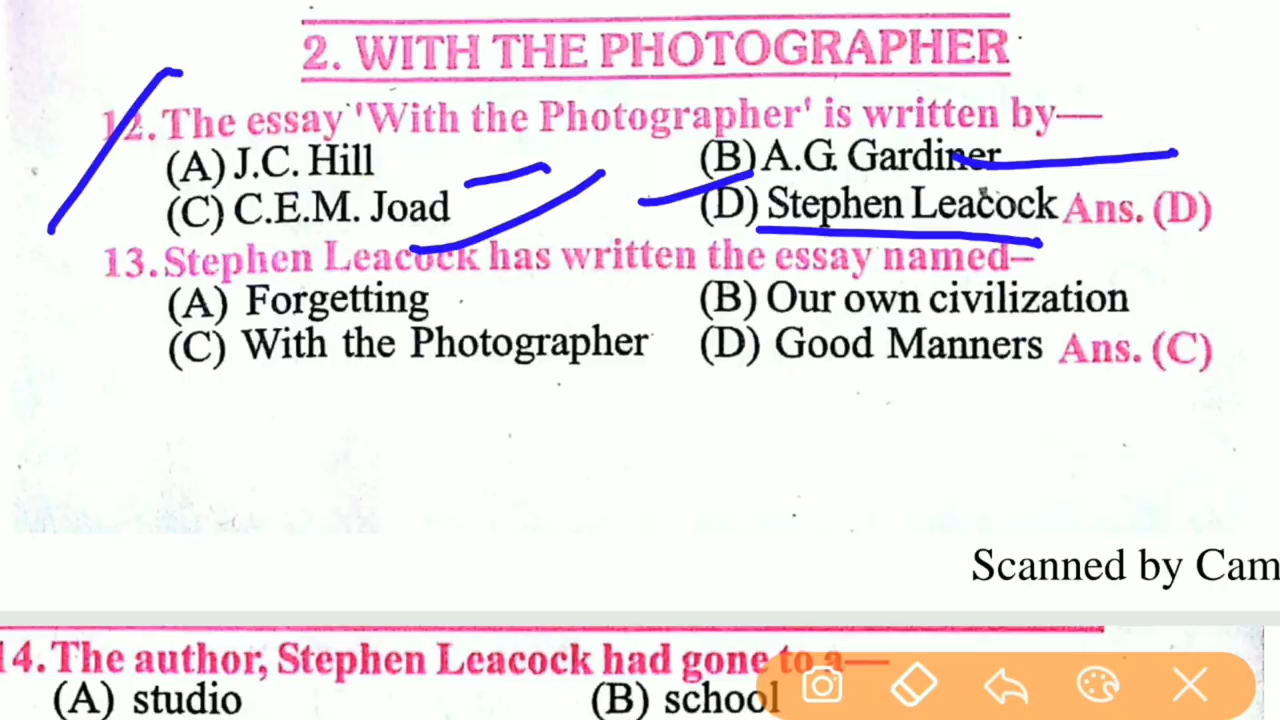 2. WITH THE PHOTOGRAPHER
12. The essay 'With the Photographer' is written by—
(A) J.C. Hill (B) A.G. Gardiner
(C) C.E.M. Joad (D) Stephen Leacock Ans. (D)
13. Stephen Leacock has written the essay named–
(A) Forgetting (B) Our own civilization
(C) With the Photographer (D) Good Manners Ans. (C)
Scanned by Cam
14. The author, Stephen Leacock had gone to a—
(A) studio (B) school